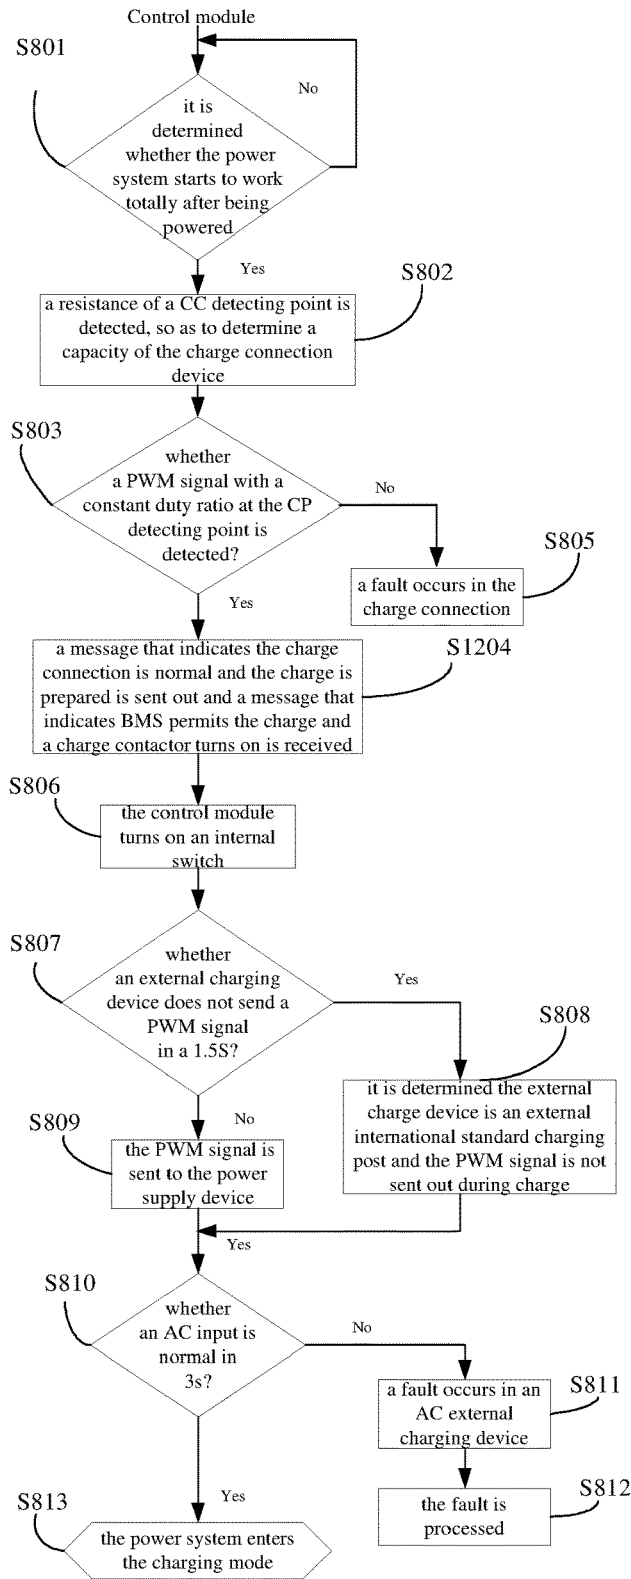 Control module
S801
No
it is
determined
whether the power
system starts to work
totally after being
powered
Yes
S802
a resistance of a CC detecting point is
detected, so as to determine a
capacity of the charge connection
device
S803
whether
a PWM signal with a
constant duty ratio at the CP
detecting point is
detected?
No
S805
a fault occurs in the
charge connection
Yes
S1204
a message that indicates the charge
connection is normal and the charge is
prepared is sent out and a message that
indicates BMS permits the charge and
a charge contactor turns on is received
S806
the control module
turns on an internal
switch
S807
whether
an external charging
device does not send a
PWM signal
in a 1.5S?
Yes
S808
it is determined the external
charge device is an external
international standard charging
post and the PWM signal is not
sent out during charge
No
S809
the PWM signal is
sent to the power
supply device
Yes
S810
whether
an AC input is
normal in
3s?
No
S811
a fault occurs in an
AC external
charging device
S812
the fault is
processed
Yes
S813
the power system enters
the charging mode